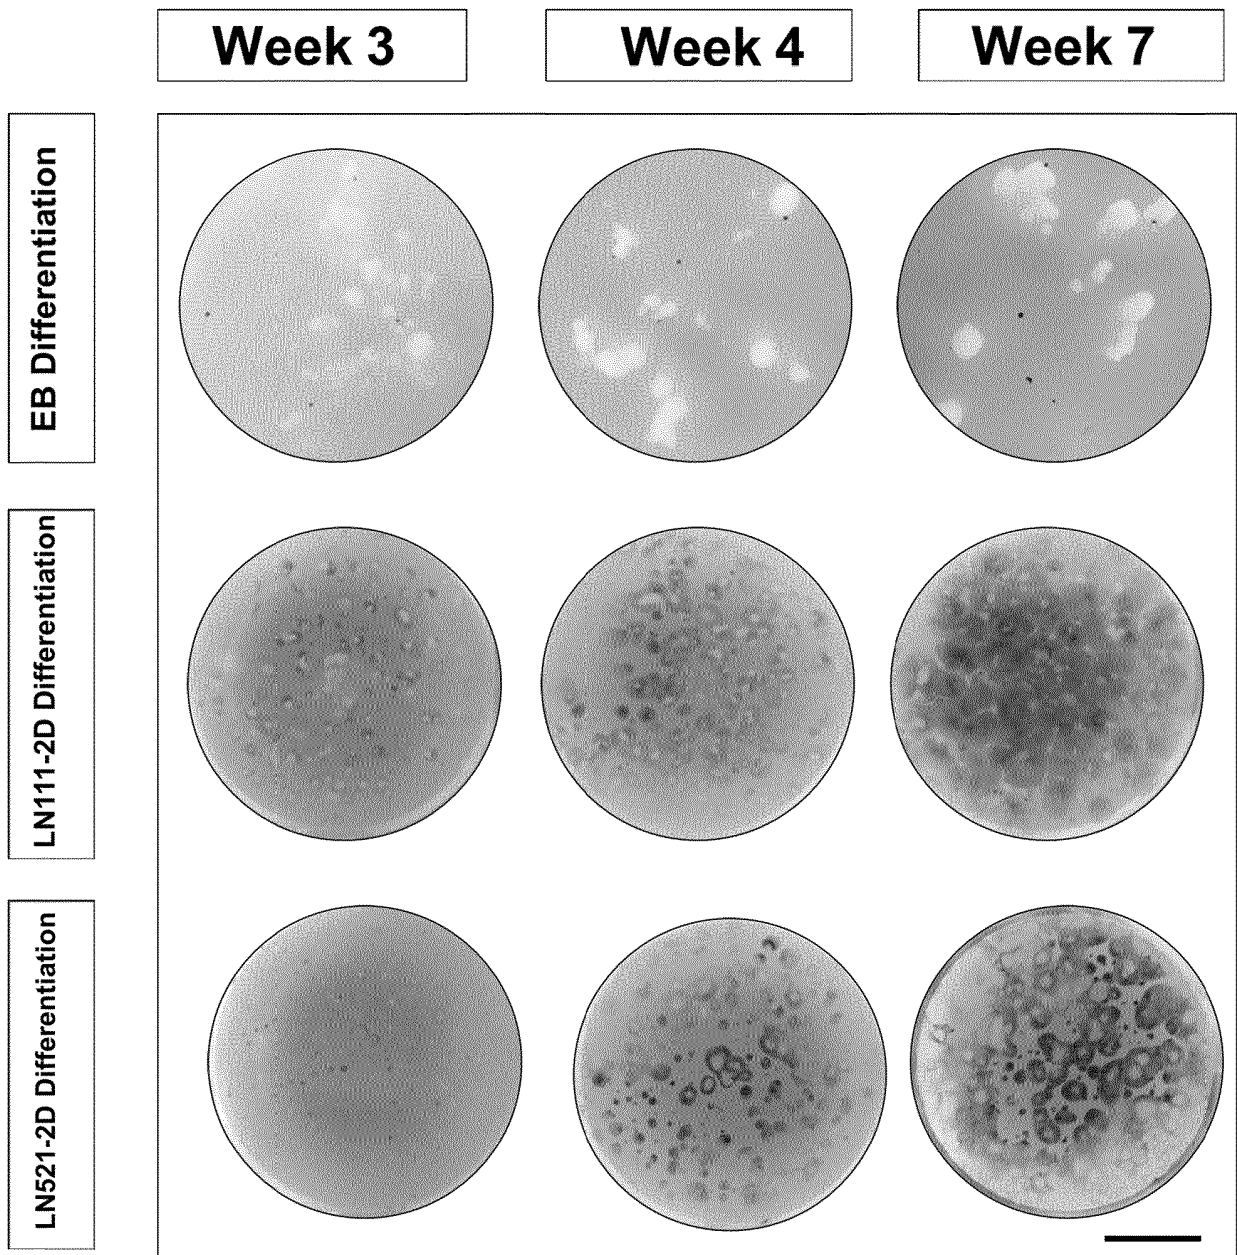 Week 3
Week 4
Week 7
EB Differentiation
LN111-2D Differentiation
LN521-2D Differentiation